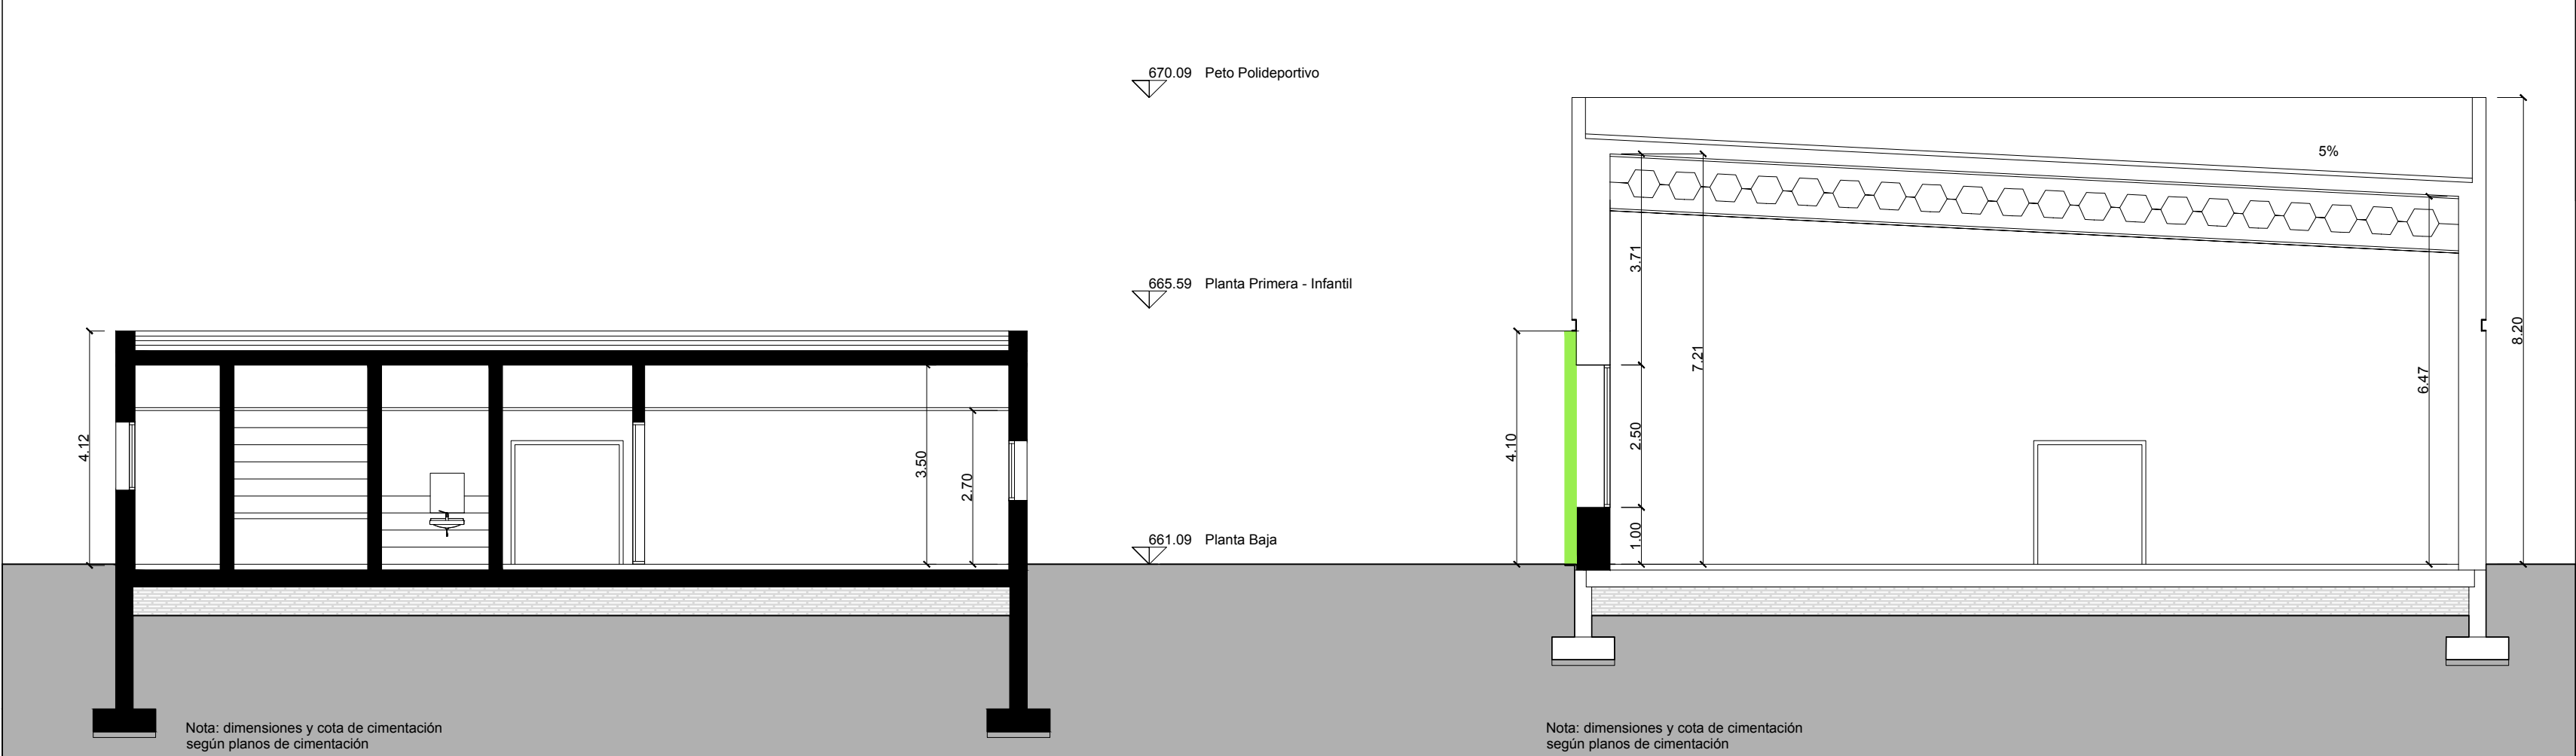 670.09 Peto Polideportivo
5%
3.71
665.59 Planta Primera - Infantil
8.20
7.21
6.47
4.12
3.50
2.70
4.10
2.50
1.00
661.09 Planta Baja
Nota: dimensiones y cota de cimentación
según planos de cimentación
Nota: dimensiones y cota de cimentación
según planos de cimentación